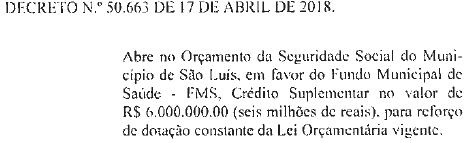 DECRETO N.º 50.663 DE 17 DE ABRIL DE 2018.
Abre no Orçamento da Seguridade Social do Muni-
cípio de São Luís, em favor do Fundo Municipal de
Saúde - FMS, Crédito Suplementar no valor de
R$ 6.000.000.00 (seis milhões de reais), para reforço
de dotação constante da Lei Orçamentária vigente.